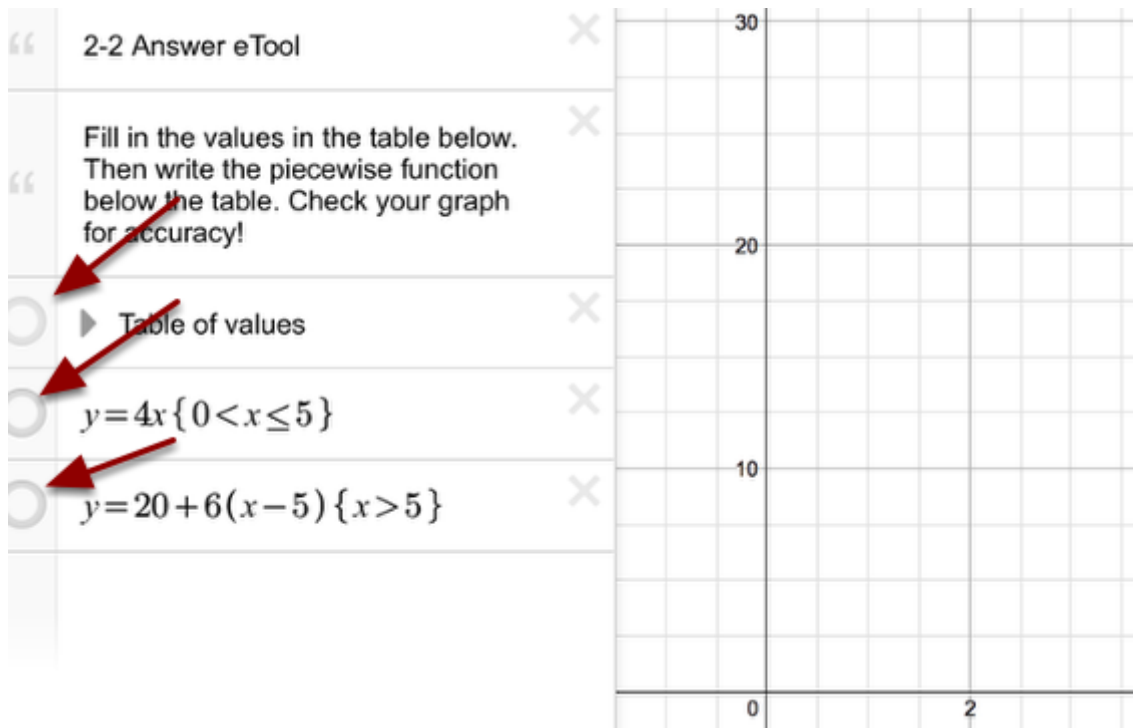 2-2 Answer eTool
Fill in the values in the table below.
Then write the piecewise function
below the table. Check your graph
for accuracy!
Table of values
y=4x{0<x≤5}
y=20+6(x−5){x>5}
30
20
10
0
2